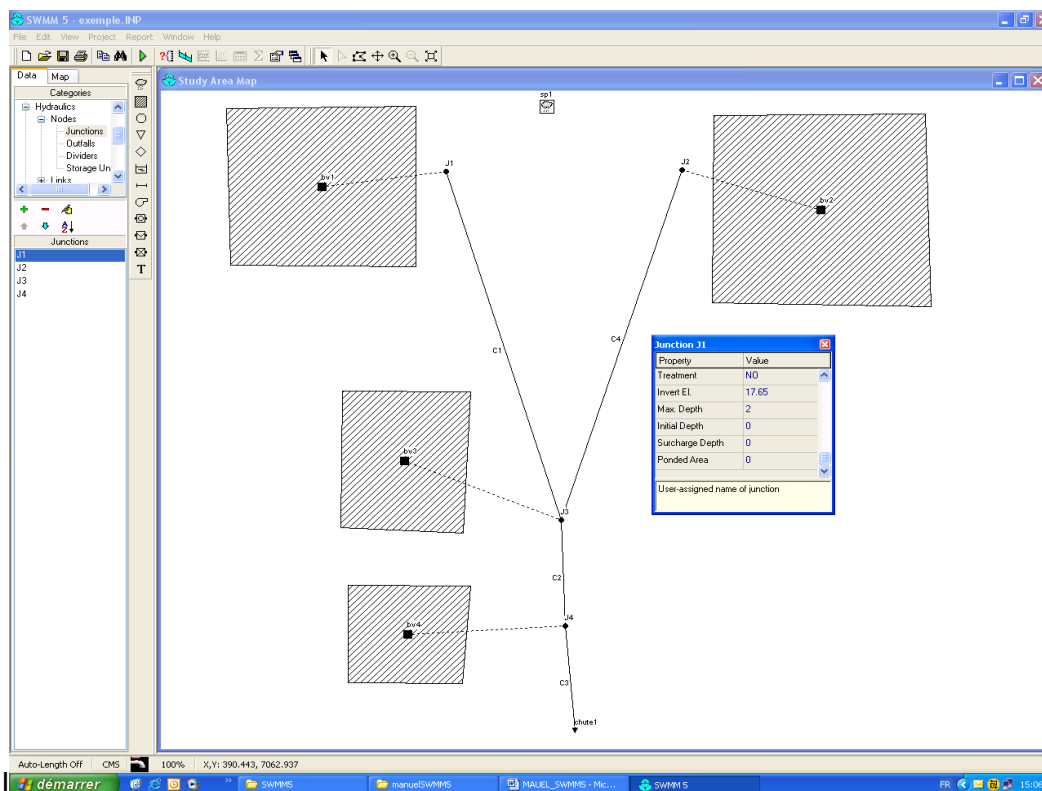 SWMM 5 - exemple.INP
File Edit View Project Report Window Help
Data Map
Categories
Hydraulics
Nodes
Junctions
Outfalls
Dividers
Storage Un
Links
Junctions
J1
J2
J3
J4
T
Study Area Map
sp1
J1
J2
bv1
bv2
C1
C4
bv3
J3
C2
bv4
J4
C3
chute1
Junction J1
Property Value
Treatment NO
Invert El. 17.65
Max. Depth 2
Initial Depth 0
Surcharge Depth 0
Ponded Area 0
User-assigned name of junction
Auto-Length Off CMS 100% X,Y: 390.443, 7062.937
démarrer SWMM5 manuelSWMM5 MAUEL_SWMM5 - Mic... SWMM 5 FR 15:06